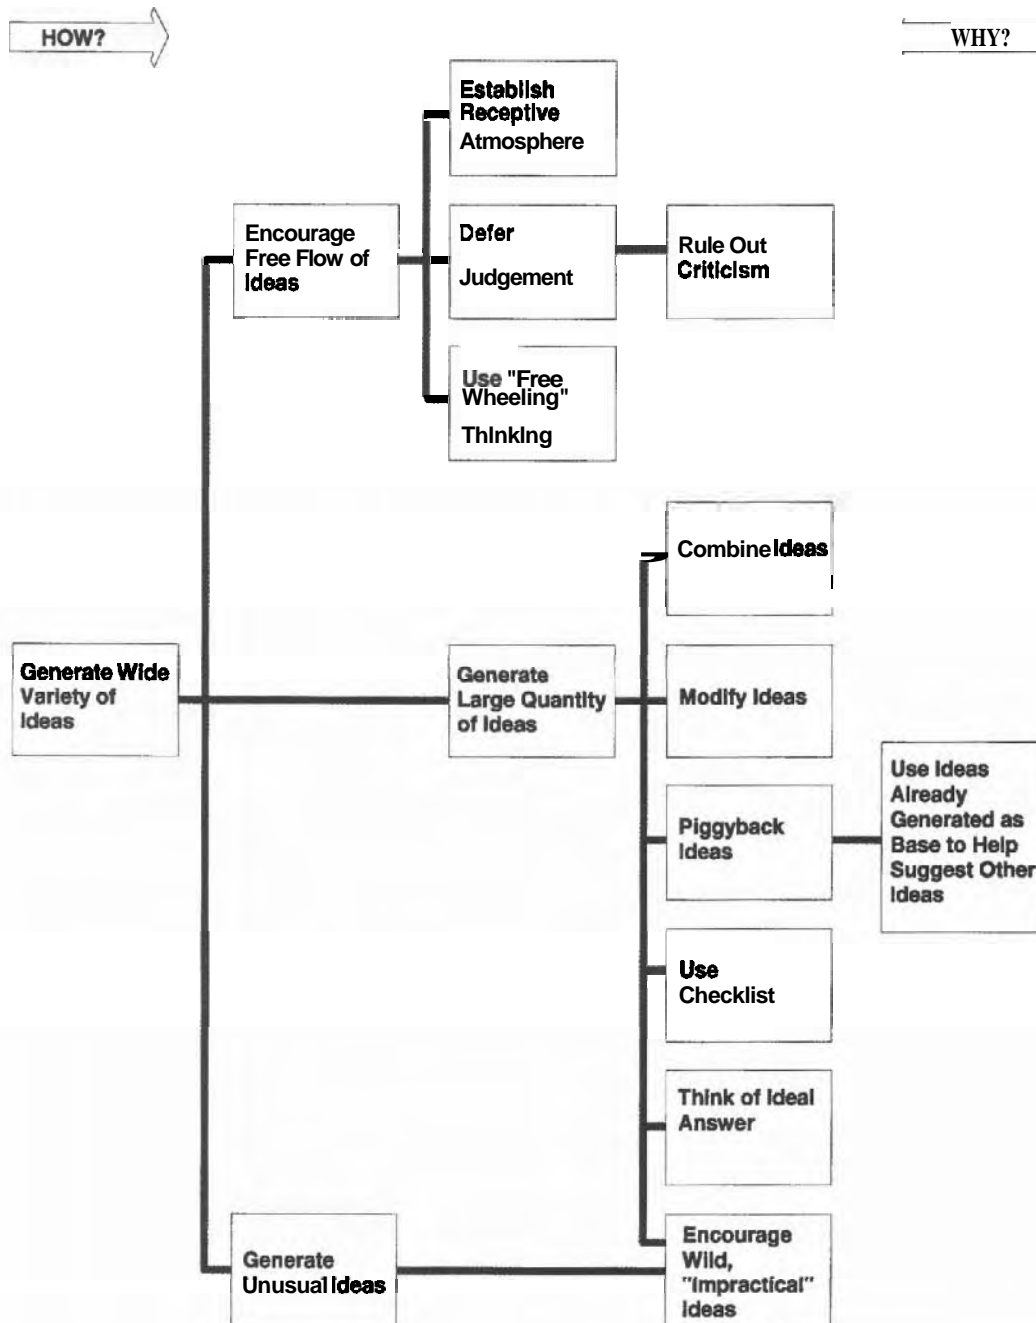 HOW?
WHY?
Establish
Receptive
Atmosphere
Encourage
Free Flow of
Ideas
Defer
Judgement
Rule Out
Criticism
Use "Free
Wheeling"
Thinking
Combine Ideas
Generate Wide
Variety of
Ideas
Generate
Large Quantity
of Ideas
Modify Ideas
Piggyback
Ideas
Use Ideas
Already
Generated as
Base to Help
Suggest Other
Ideas
Use
Checklist
Think of Ideal
Answer
Generate
Unusual Ideas
Encourage
Wild,
"Impractical"
Ideas